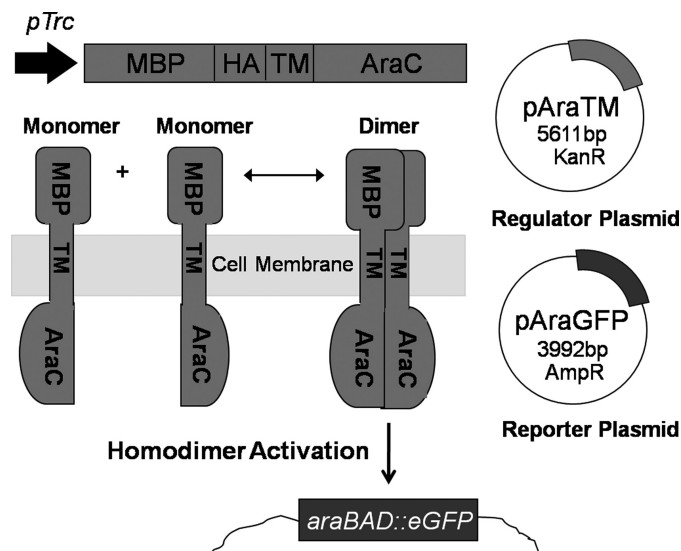 pTrc
MBP HA TM AraC
Monomer Monomer Dimer
+
MBP MBP MBP
TM TM TM TM
Cell Membrane
AraC AraC AraC AraC
Homodimer Activation
araBAD::eGFP
pAraTM
5611bp
KanR
Regulator Plasmid
pAraGFP
3992bp
AmpR
Reporter Plasmid